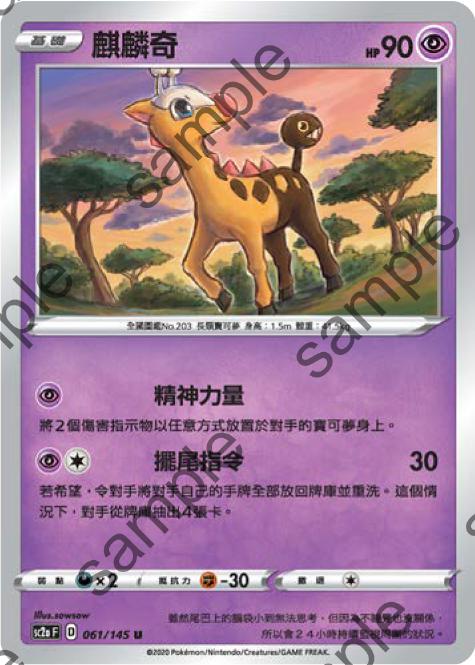 基礎 麒麟奇 HP 90
全國圖鑑No.203 長頸寶可夢 身高：1.5m 體重：41.5kg
精神力量
將2個傷害指示物以任意方式放置於對手的寶可夢身上。
擺尾指令 30
若希望，令對手將對手自己的手牌全部放回牌庫並重洗。這個情
況下，對手從牌庫抽出4張卡。
弱點 ×2 抵抗力 -30 撤退
Illus.sowsow
sc2a F D 061/145 U
雖然尾巴上的腦袋小到無法思考，但因為不睡覺也沒關係，
所以會24小時持續監視周圍的狀況。
©2020 Pokémon/Nintendo/Creatures/GAME FREAK.
sample
sample
sample
sample
sample